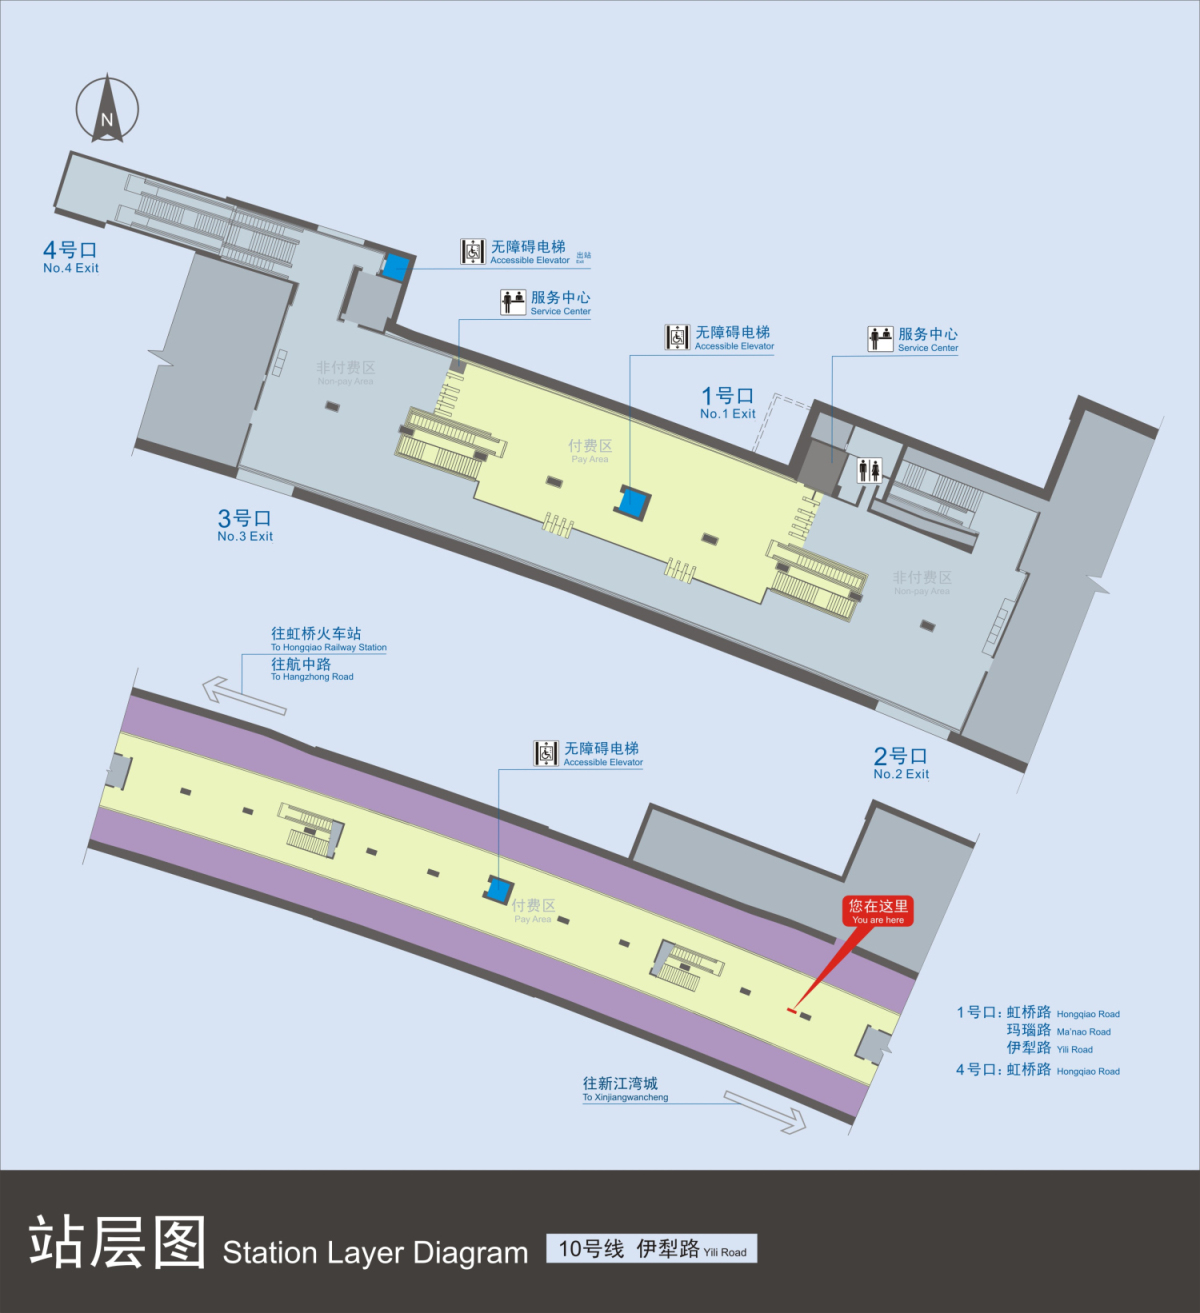 N
4号口
No.4 Exit
无障碍电梯 出站
Accessible Elevator Exit
服务中心
Service Center
无障碍电梯
Accessible Elevator
服务中心
Service Center
1号口
No.1 Exit
非付费区
Non-pay Area
付费区
Pay Area
3号口
No.3 Exit
非付费区
Non-pay Area
2号口
No.2 Exit
往虹桥火车站
To Hongqiao Railway Station
往航中路
To Hangzhong Road
无障碍电梯
Accessible Elevator
付费区
Pay Area
您在这里
You are here
往新江湾城
To Xinjiangwancheng
1号口: 虹桥路 Hongqiao Road
玛瑙路 Ma'nao Road
伊犁路 Yili Road
4号口: 虹桥路 Hongqiao Road
站层图 Station Layer Diagram 10号线 伊犁路 Yili Road